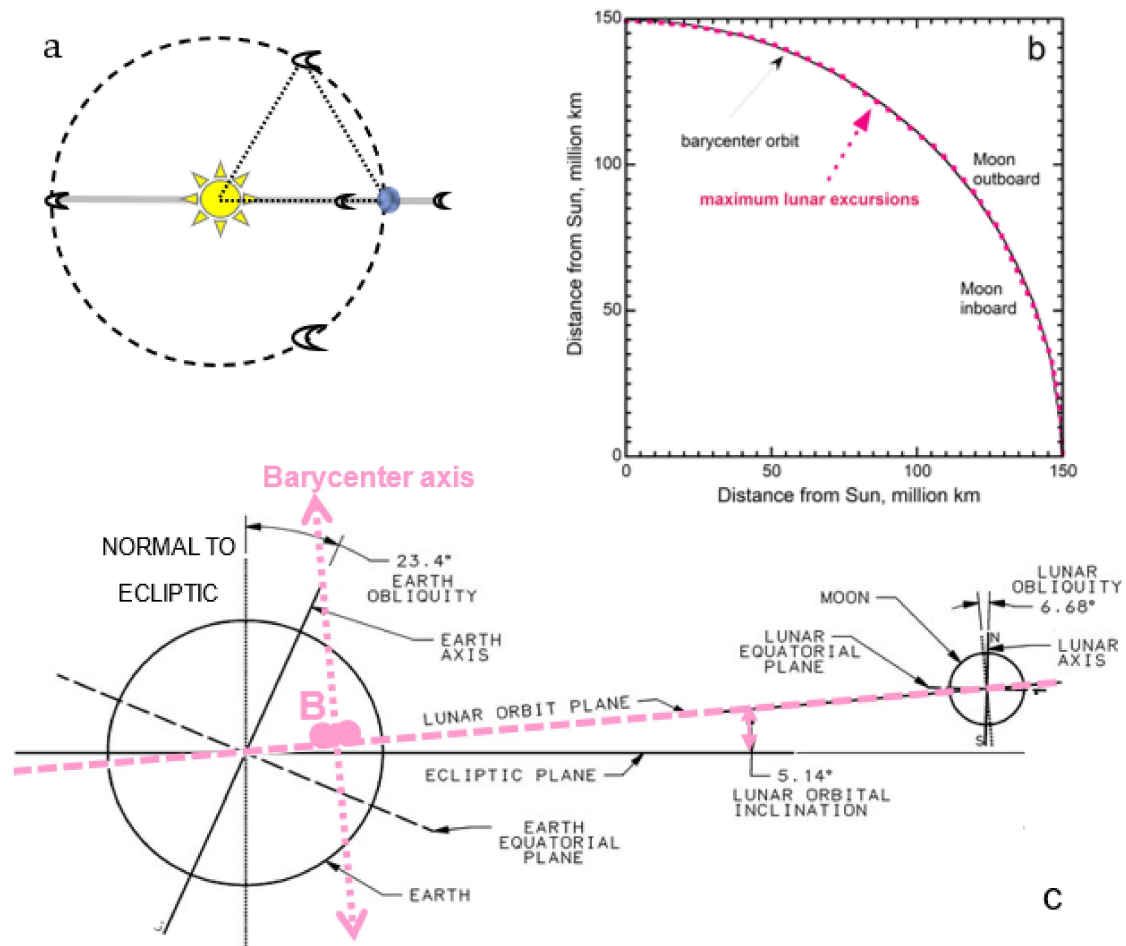 a
b
150
100
50
0
0
50
100
150
Distance from Sun, million km
Distance from Sun, million km
barycenter orbit
maximum lunar excursions
Moon
outboard
Moon
inboard
Barycenter axis
NORMAL TO
ECLIPTIC
23.4°
EARTH
OBLIQUITY
EARTH
AXIS
B
LUNAR ORBIT PLANE
ECLIPTIC PLANE
5.14°
LUNAR ORBITAL
INCLINATION
EARTH
EQUATORIAL
PLANE
EARTH
MOON
LUNAR
EQUATORIAL
PLANE
LUNAR
OBLIQUITY
6.68°
LUNAR
AXIS
N
S
c